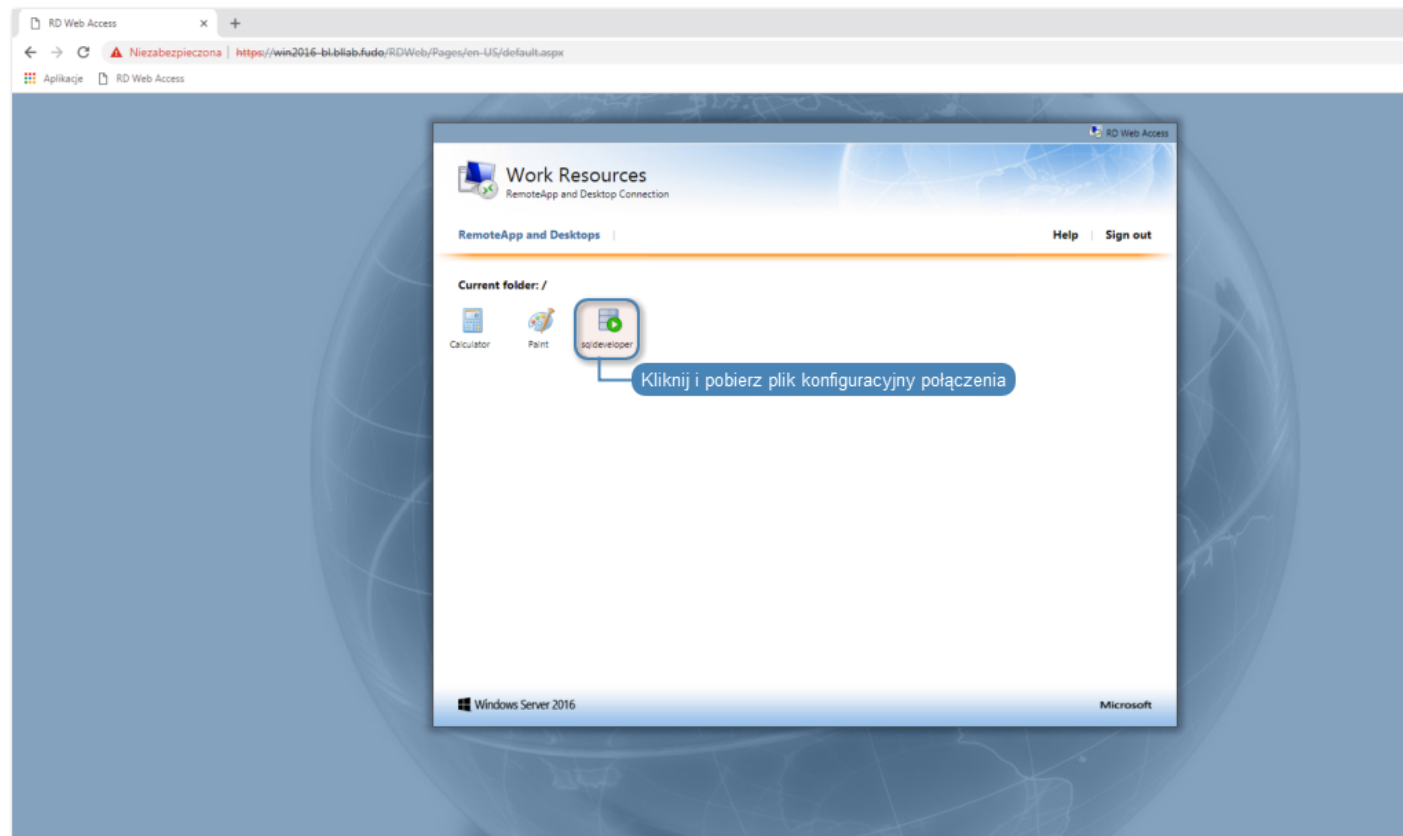 RD Web Access
Niezabezpieczona | https://win2016-bl.bllab.fudo/RDWeb/Pages/en-US/default.aspx
Aplikacje RD Web Access
RD Web Access
Work Resources
RemoteApp and Desktop Connection
RemoteApp and Desktops | Help | Sign out
Current folder: /
Calculator Paint sqldeveloper
Kliknij i pobierz plik konfiguracyjny połączenia
Windows Server 2016 Microsoft